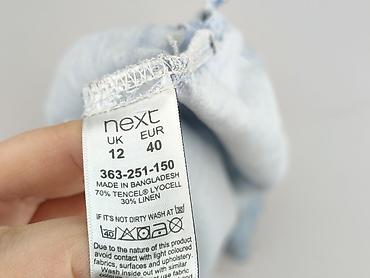 next
UK EUR
12 40
363-251-150
MADE IN BANGLADESH
70% TENCEL® LYOCELL
30% LINEN
IF IT'S NOT DIRTY WASH AT
40
Due to the nature of this product
avoid contact with light coloured
fabrics, surfaces and upholstery.
Wash inside out with similar